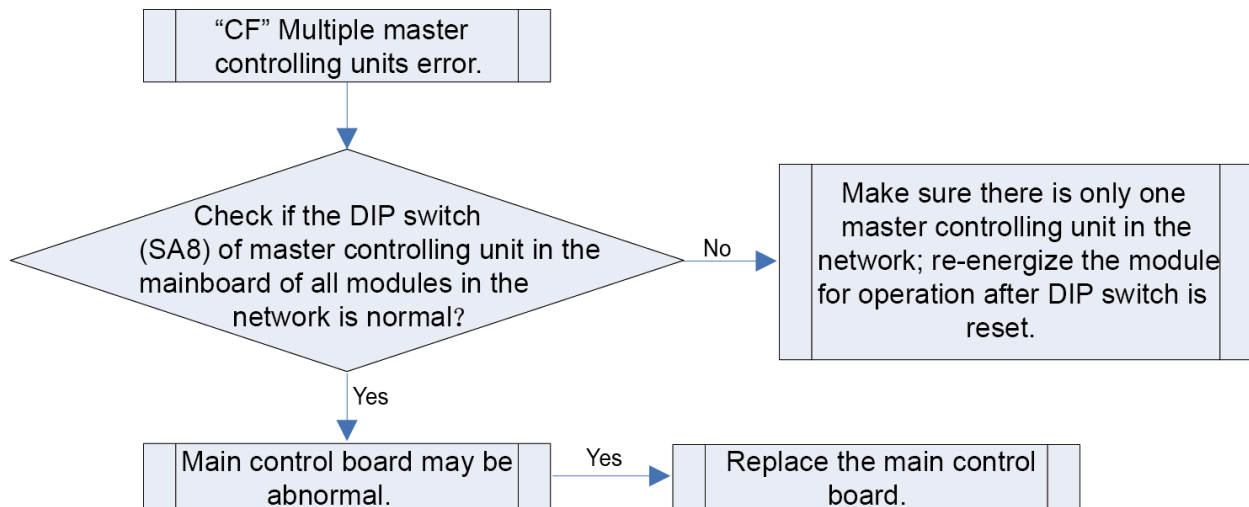 “CF” Multiple master
controlling units error.
Check if the DIP switch
(SA8) of master controlling unit in the
mainboard of all modules in the
network is normal?
No
Make sure there is only one
master controlling unit in the
network; re-energize the module
for operation after DIP switch is
reset.
Yes
Main control board may be
abnormal.
Yes
Replace the main control
board.